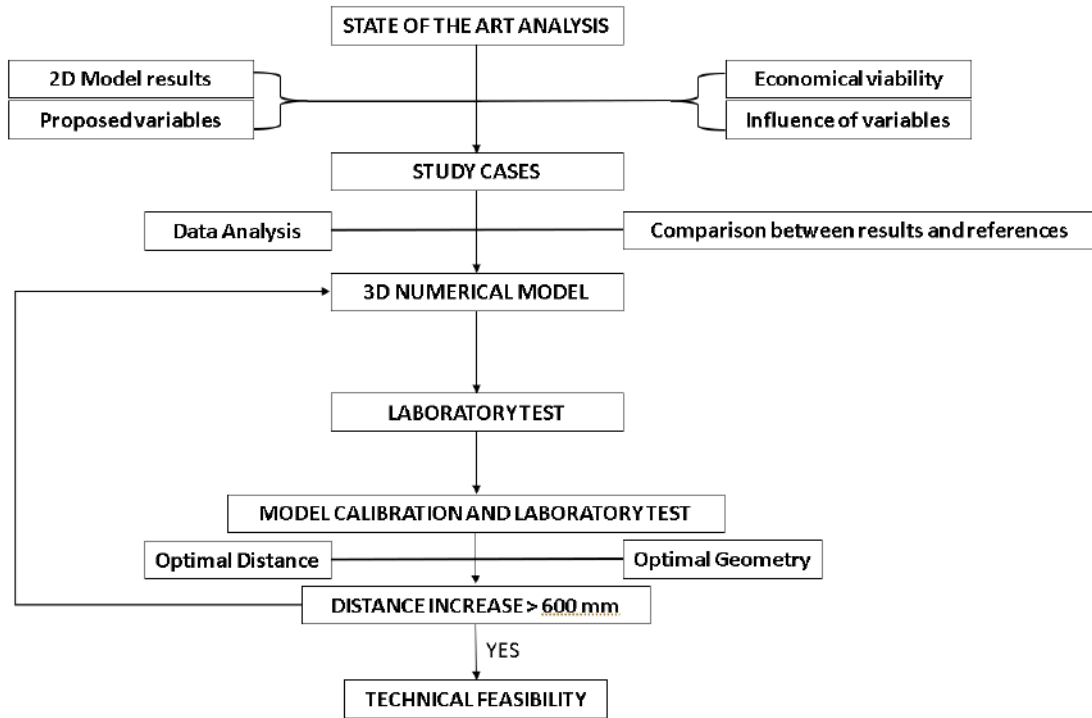 STATE OF THE ART ANALYSIS
2D Model results
Economical viability
Proposed variables
Influence of variables
STUDY CASES
Data Analysis
Comparison between results and references
3D NUMERICAL MODEL
LABORATORY TEST
MODEL CALIBRATION AND LABORATORY TEST
Optimal Distance
Optimal Geometry
DISTANCE INCREASE > 600 mm
YES
TECHNICAL FEASIBILITY